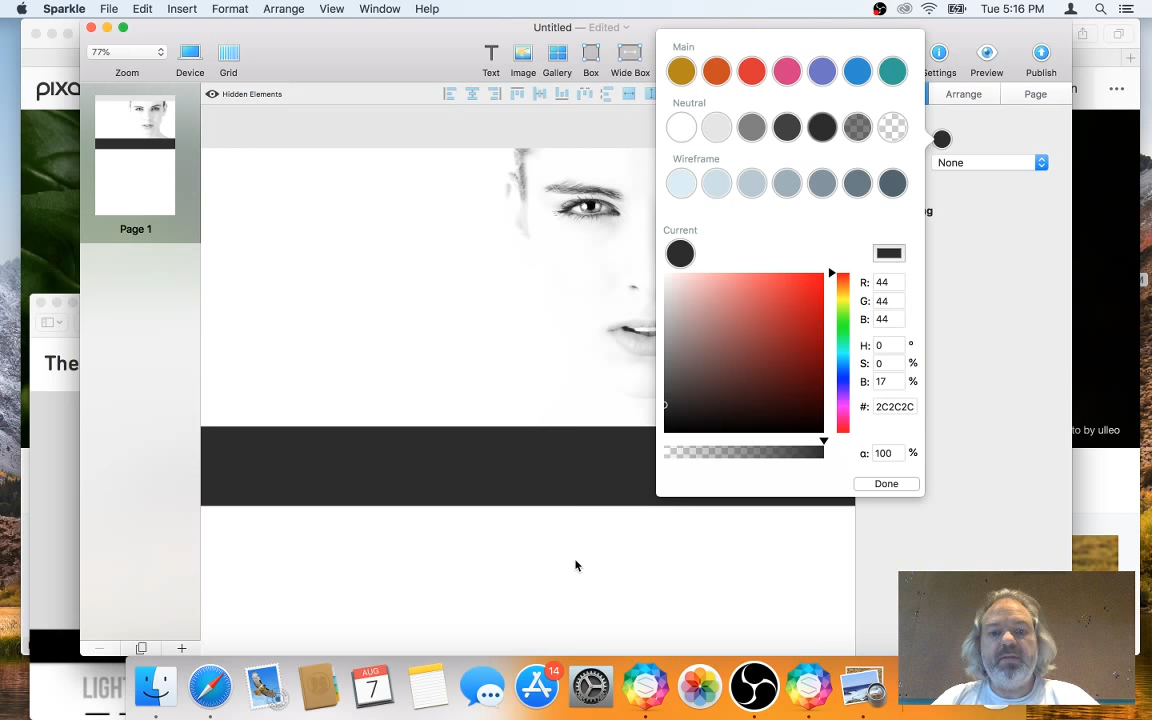 Sparkle File Edit Insert Format Arrange View Window Help Tue 5:16 PM
Untitled — Edited
77%
Zoom Device Grid Text Image Gallery Box Wide Box Settings Preview Publish
Hidden Elements Arrange Page
Page 1
Main
Neutral
Wireframe
None
Current
R: 44
G: 44
B: 44
H: 0 °
S: 0 %
B: 17 %
#: 2C2C2C
α: 100 %
Done
The
to by ulleo
LIGHT
AUG
7
14